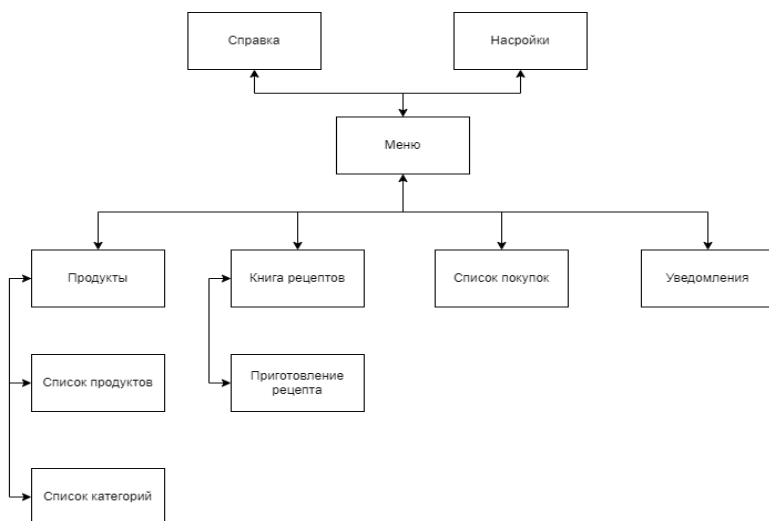 Справка
Насройки
Меню
Продукты
Книга рецептов
Список покупок
Уведомления
Список продуктов
Приготовление
рецепта
Список категорий